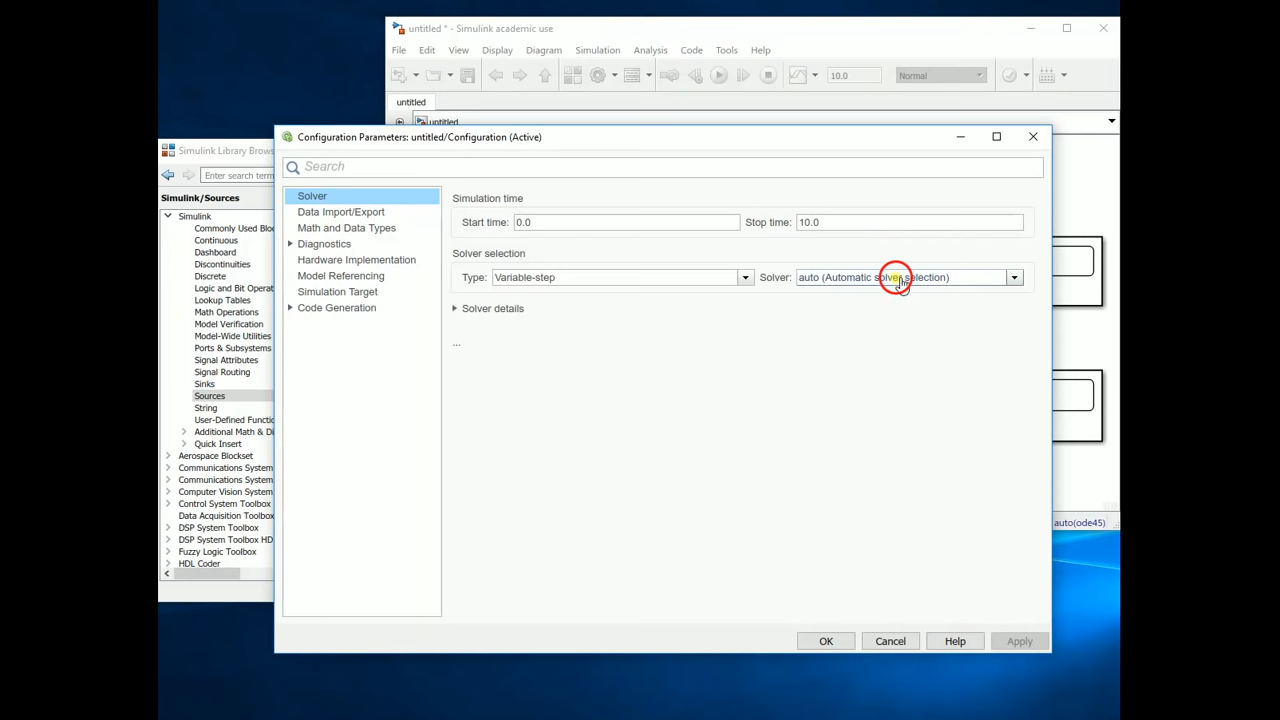 untitled * - Simulink academic use
File Edit View Display Diagram Simulation Analysis Code Tools Help
10.0 Normal
untitled
untitled
Configuration Parameters: untitled/Configuration (Active)
Simulink Library Brows
Search
Enter search term
Simulink/Sources
Simulink
Commonly Used Bloc
Continuous
Dashboard
Discontinuities
Discrete
Logic and Bit Operat
Lookup Tables
Math Operations
Model Verification
Model-Wide Utilities
Ports & Subsystems
Signal Attributes
Signal Routing
Sinks
Sources
String
User-Defined Functio
Additional Math & Di
Quick Insert
Aerospace Blockset
Communications System
Communications System
Computer Vision System
Control System Toolbox
Data Acquisition Toolbox
DSP System Toolbox
DSP System Toolbox HD
Fuzzy Logic Toolbox
HDL Coder
Solver
Data Import/Export
Math and Data Types
Diagnostics
Hardware Implementation
Model Referencing
Simulation Target
Code Generation
Simulation time
Start time: 0.0 Stop time: 10.0
Solver selection
Type: Variable-step Solver: auto (Automatic solver selection)
Solver details
...
auto(ode45)
OK Cancel Help Apply